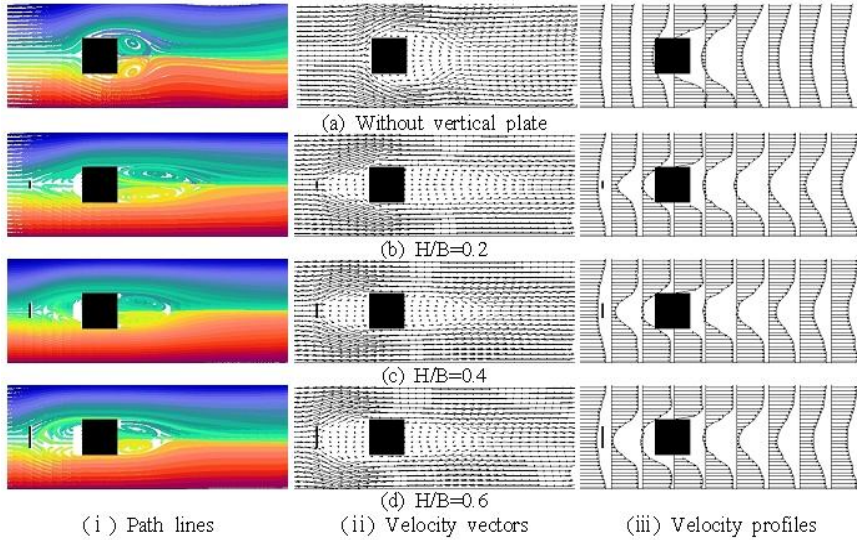 (a) Without vertical plate
(b) H/B=0.2
(c) H/B=0.4
(d) H/B=0.6
(i) Path lines
(ii) Velocity vectors
(iii) Velocity profiles